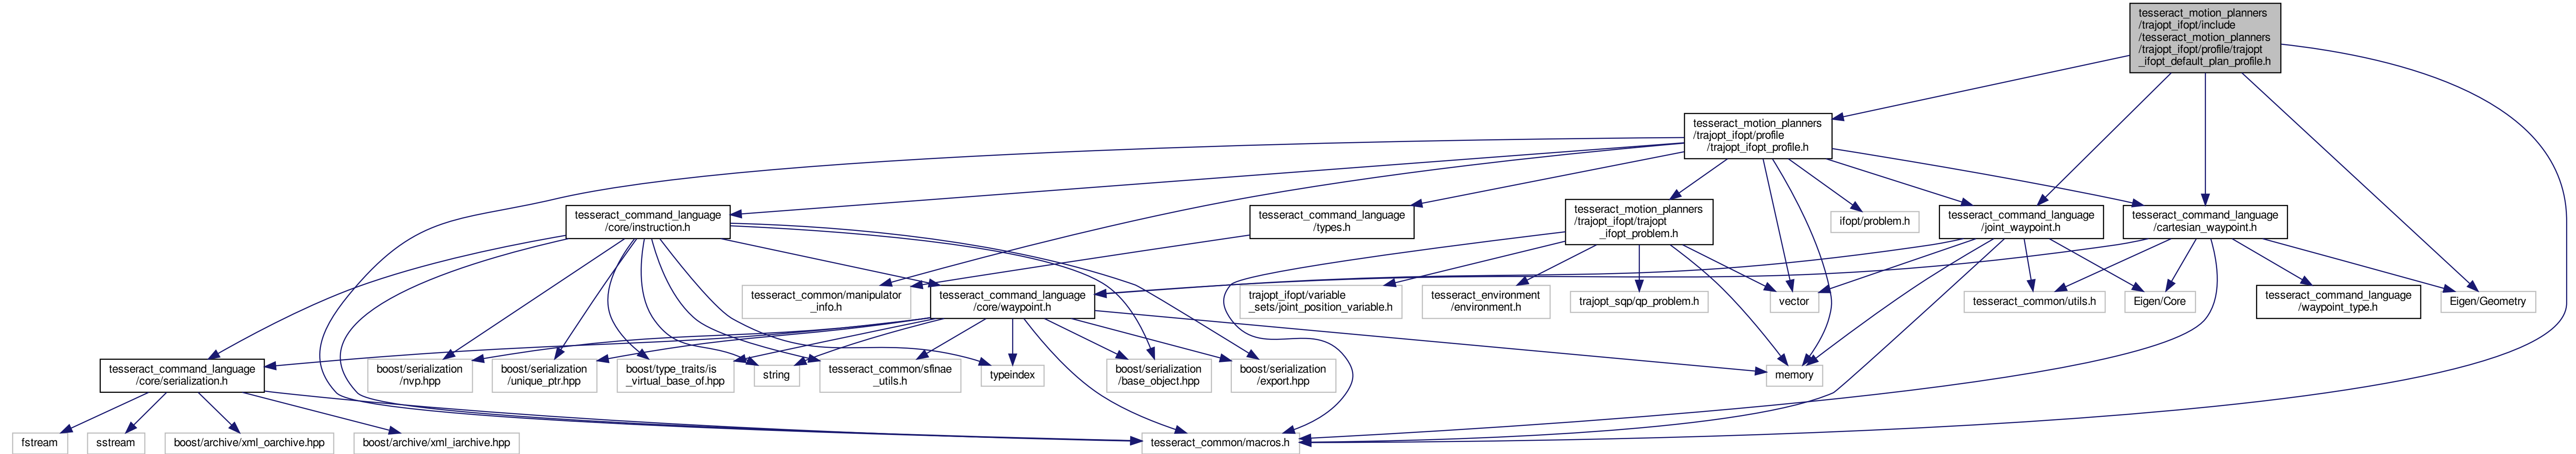 tesseract_motion_planners
/trajopt_ifopt/include
/tesseract_motion_planners
/trajopt_ifopt/profile/trajopt
_ifopt_default_plan_profile.h
tesseract_motion_planners
/trajopt_ifopt/profile
/trajopt_ifopt_profile.h
tesseract_command_language
/core/instruction.h
tesseract_command_language
/types.h
tesseract_motion_planners
/trajopt_ifopt/trajopt
_ifopt_problem.h
ifopt/problem.h
tesseract_command_language
/joint_waypoint.h
tesseract_command_language
/cartesian_waypoint.h
tesseract_common/manipulator
_info.h
tesseract_command_language
/core/waypoint.h
trajopt_ifopt/variable
_sets/joint_position_variable.h
tesseract_environment
/environment.h
trajopt_sqp/qp_problem.h
vector
tesseract_common/utils.h
Eigen/Core
tesseract_command_language
/waypoint_type.h
Eigen/Geometry
tesseract_command_language
/core/serialization.h
boost/serialization
/nvp.hpp
boost/serialization
/unique_ptr.hpp
boost/type_traits/is
_virtual_base_of.hpp
string
tesseract_common/sfinae
_utils.h
typeindex
boost/serialization
/base_object.hpp
boost/serialization
/export.hpp
memory
fstream
sstream
boost/archive/xml_oarchive.hpp
boost/archive/xml_iarchive.hpp
tesseract_common/macros.h